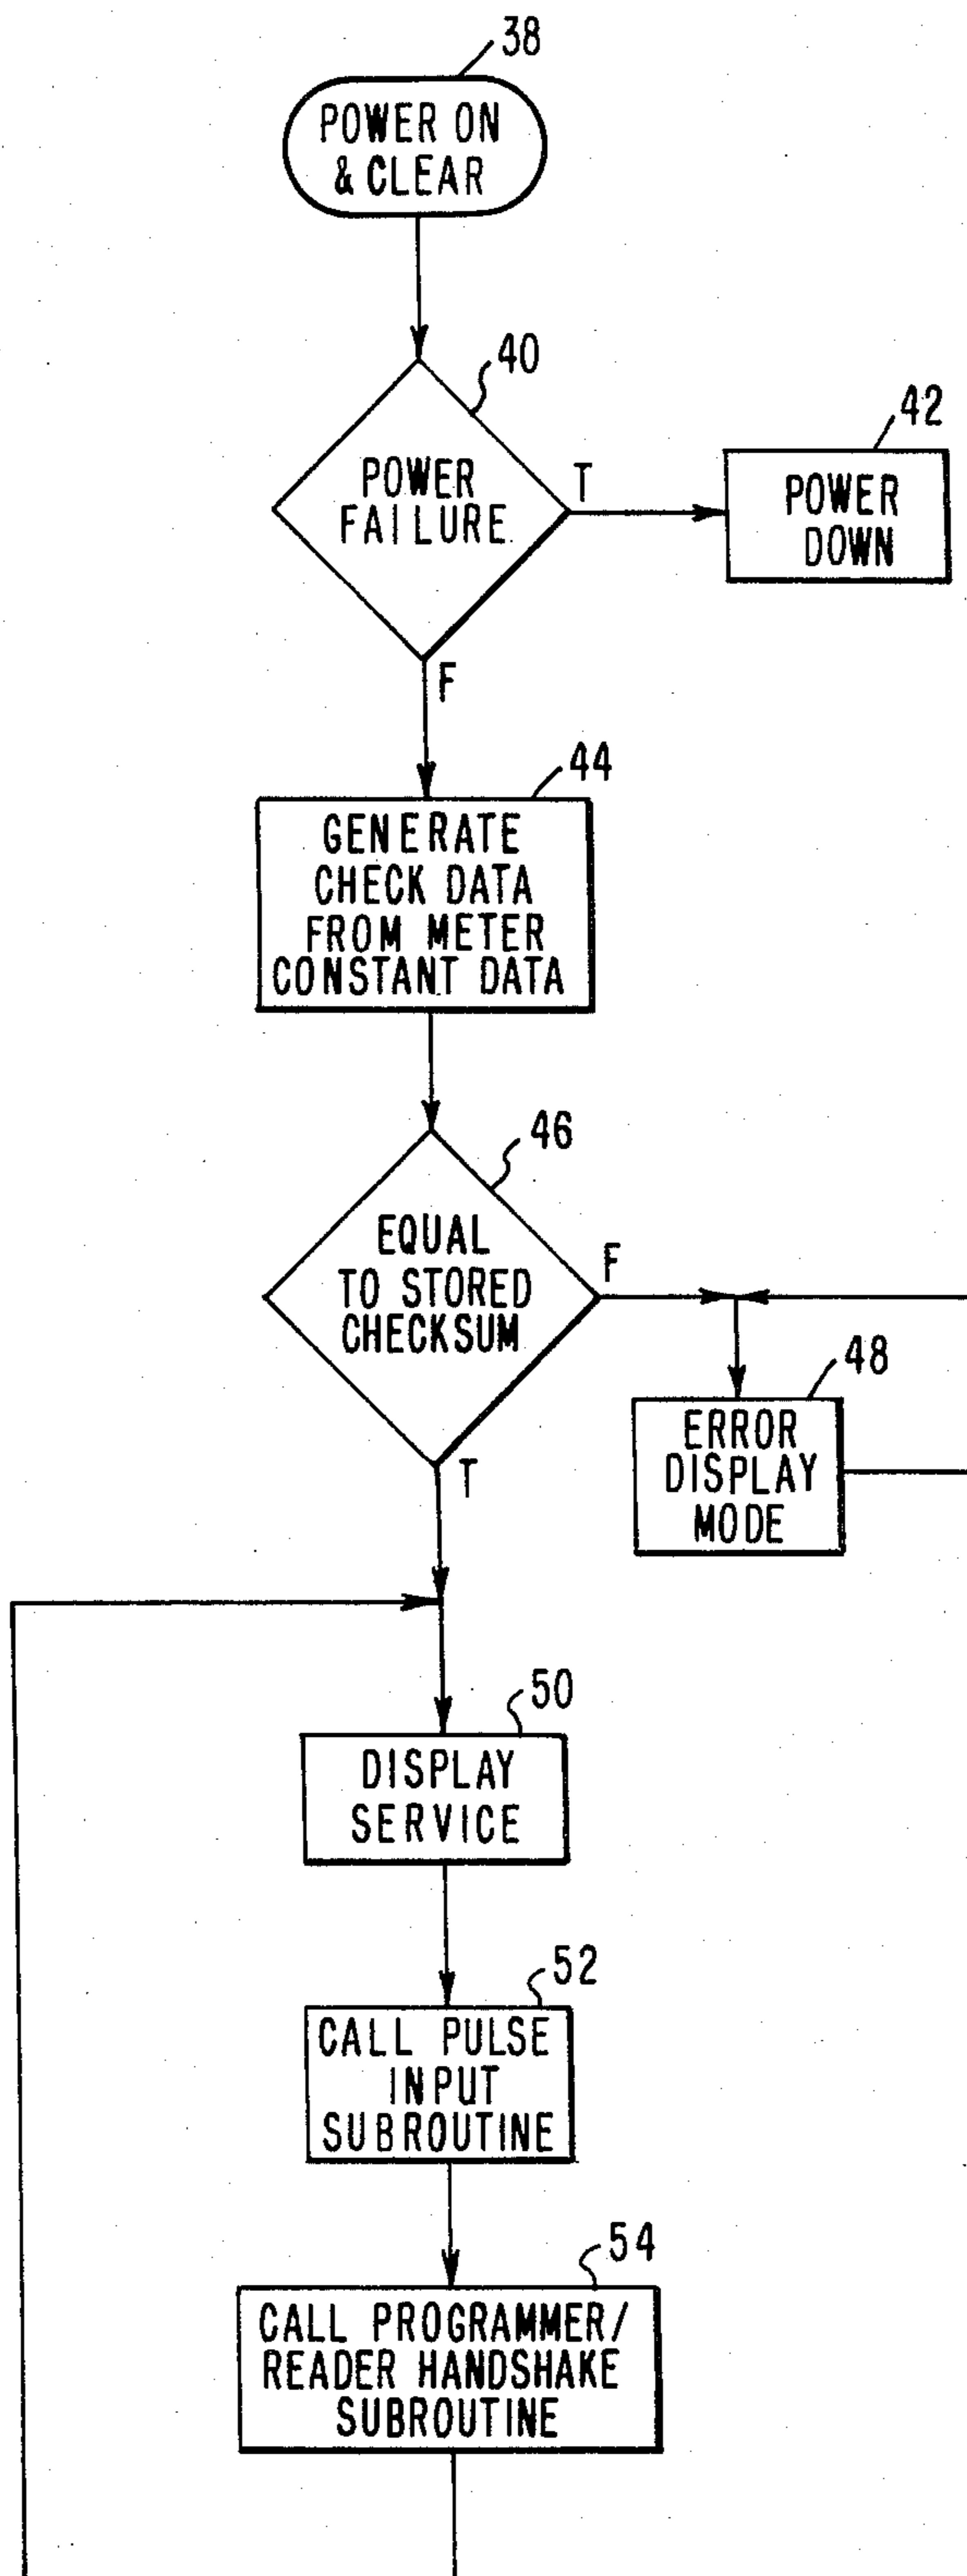 38
POWER ON
& CLEAR
40
POWER
FAILURE
T
42
POWER
DOWN
F
44
GENERATE
CHECK DATA
FROM METER
CONSTANT DATA
46
EQUAL
TO STORED
CHECKSUM
F
48
ERROR
DISPLAY
MODE
T
50
DISPLAY
SERVICE
52
CALL PULSE
INPUT
SUBROUTINE
54
CALL PROGRAMMER/
READER HANDSHAKE
SUBROUTINE